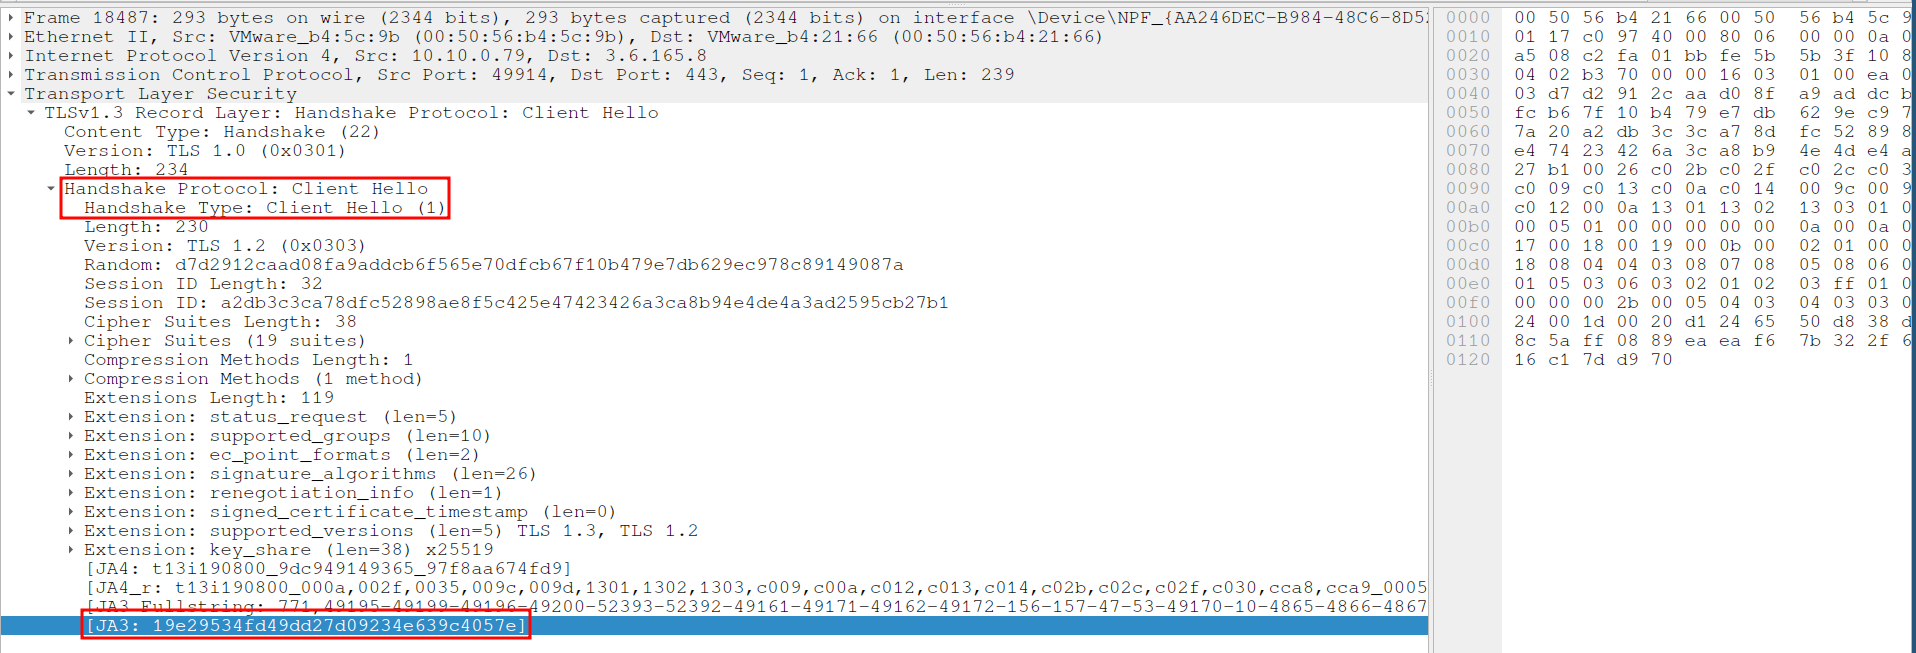 Frame 18487: 293 bytes on wire (2344 bits), 293 bytes captured (2344 bits) on interface \Device\NPF_{AA246DEC-B984-48C6-8D5
Ethernet II, Src: VMware_b4:5c:9b (00:50:56:b4:5c:9b), Dst: VMware_b4:21:66 (00:50:56:b4:21:66)
Internet Protocol Version 4, Src: 10.10.0.79, Dst: 3.6.165.8
Transmission Control Protocol, Src Port: 49914, Dst Port: 443, Seq: 1, Ack: 1, Len: 239
Transport Layer Security
TLSv1.3 Record Layer: Handshake Protocol: Client Hello
Content Type: Handshake (22)
Version: TLS 1.0 (0x0301)
Length: 234
Handshake Protocol: Client Hello
Handshake Type: Client Hello (1)
Length: 230
Version: TLS 1.2 (0x0303)
Random: d7d2912caad08fa9addcb6f565e70dfcb67f10b479e7db629ec978c89149087a
Session ID Length: 32
Session ID: a2db3c3ca78dfc52898ae8f5c425e47423426a3ca8b94e4de4a3ad2595cb27b1
Cipher Suites Length: 38
Cipher Suites (19 suites)
Compression Methods Length: 1
Compression Methods (1 method)
Extensions Length: 119
Extension: status_request (len=5)
Extension: supported_groups (len=10)
Extension: ec_point_formats (len=2)
Extension: signature_algorithms (len=26)
Extension: renegotiation_info (len=1)
Extension: signed_certificate_timestamp (len=0)
Extension: supported_versions (len=5) TLS 1.3, TLS 1.2
Extension: key_share (len=38) x25519
[JA4: t13i190800_9dc949149365_97f8aa674fd9]
[JA4_r: t13i190800_000a,002f,0035,009c,009d,1301,1302,1303,c009,c00a,c012,c013,c014,c02b,c02c,c02f,c030,cca8,cca9_0005
[JA3 Fullstring: 771,49195-49199-49196-49200-52393-52392-49161-49171-49162-49172-156-157-47-53-49170-10-4865-4866-4867
[JA3: 19e29534fd49dd27d09234e639c4057e]
0000 00 50 56 b4 21 66 00 50 56 b4 5c 9
0010 01 17 c0 97 40 00 80 06 00 00 0a 0
0020 a5 08 c2 fa 01 bb fe 5b 5b 3f 10 8
0030 04 02 b3 70 00 00 16 03 01 00 ea 0
0040 03 d7 d2 91 2c aa d0 8f a9 ad dc b
0050 fc b6 7f 10 b4 79 e7 db 62 9e c9 7
0060 7a 20 a2 db 3c 3c a7 8d fc 52 89 8
0070 e4 74 23 42 6a 3c a8 b9 4e 4d e4 a
0080 27 b1 00 26 c0 2b c0 2f c0 2c c0 3
0090 c0 09 c0 13 c0 0a c0 14 00 9c 00 9
00a0 c0 12 00 0a 13 01 13 02 13 03 01 0
00b0 00 05 01 00 00 00 00 00 0a 00 0a 0
00c0 17 00 18 00 19 00 0b 00 02 01 00 0
00d0 18 08 04 04 03 08 07 08 05 08 06 0
00e0 01 05 03 06 03 02 01 02 03 ff 01 0
00f0 00 00 00 2b 00 05 04 03 04 03 03 0
0100 24 00 1d 00 20 d1 24 65 50 d8 38 d
0110 8c 5a ff 08 89 ea ea f6 7b 32 2f 6
0120 16 c1 7d d9 70